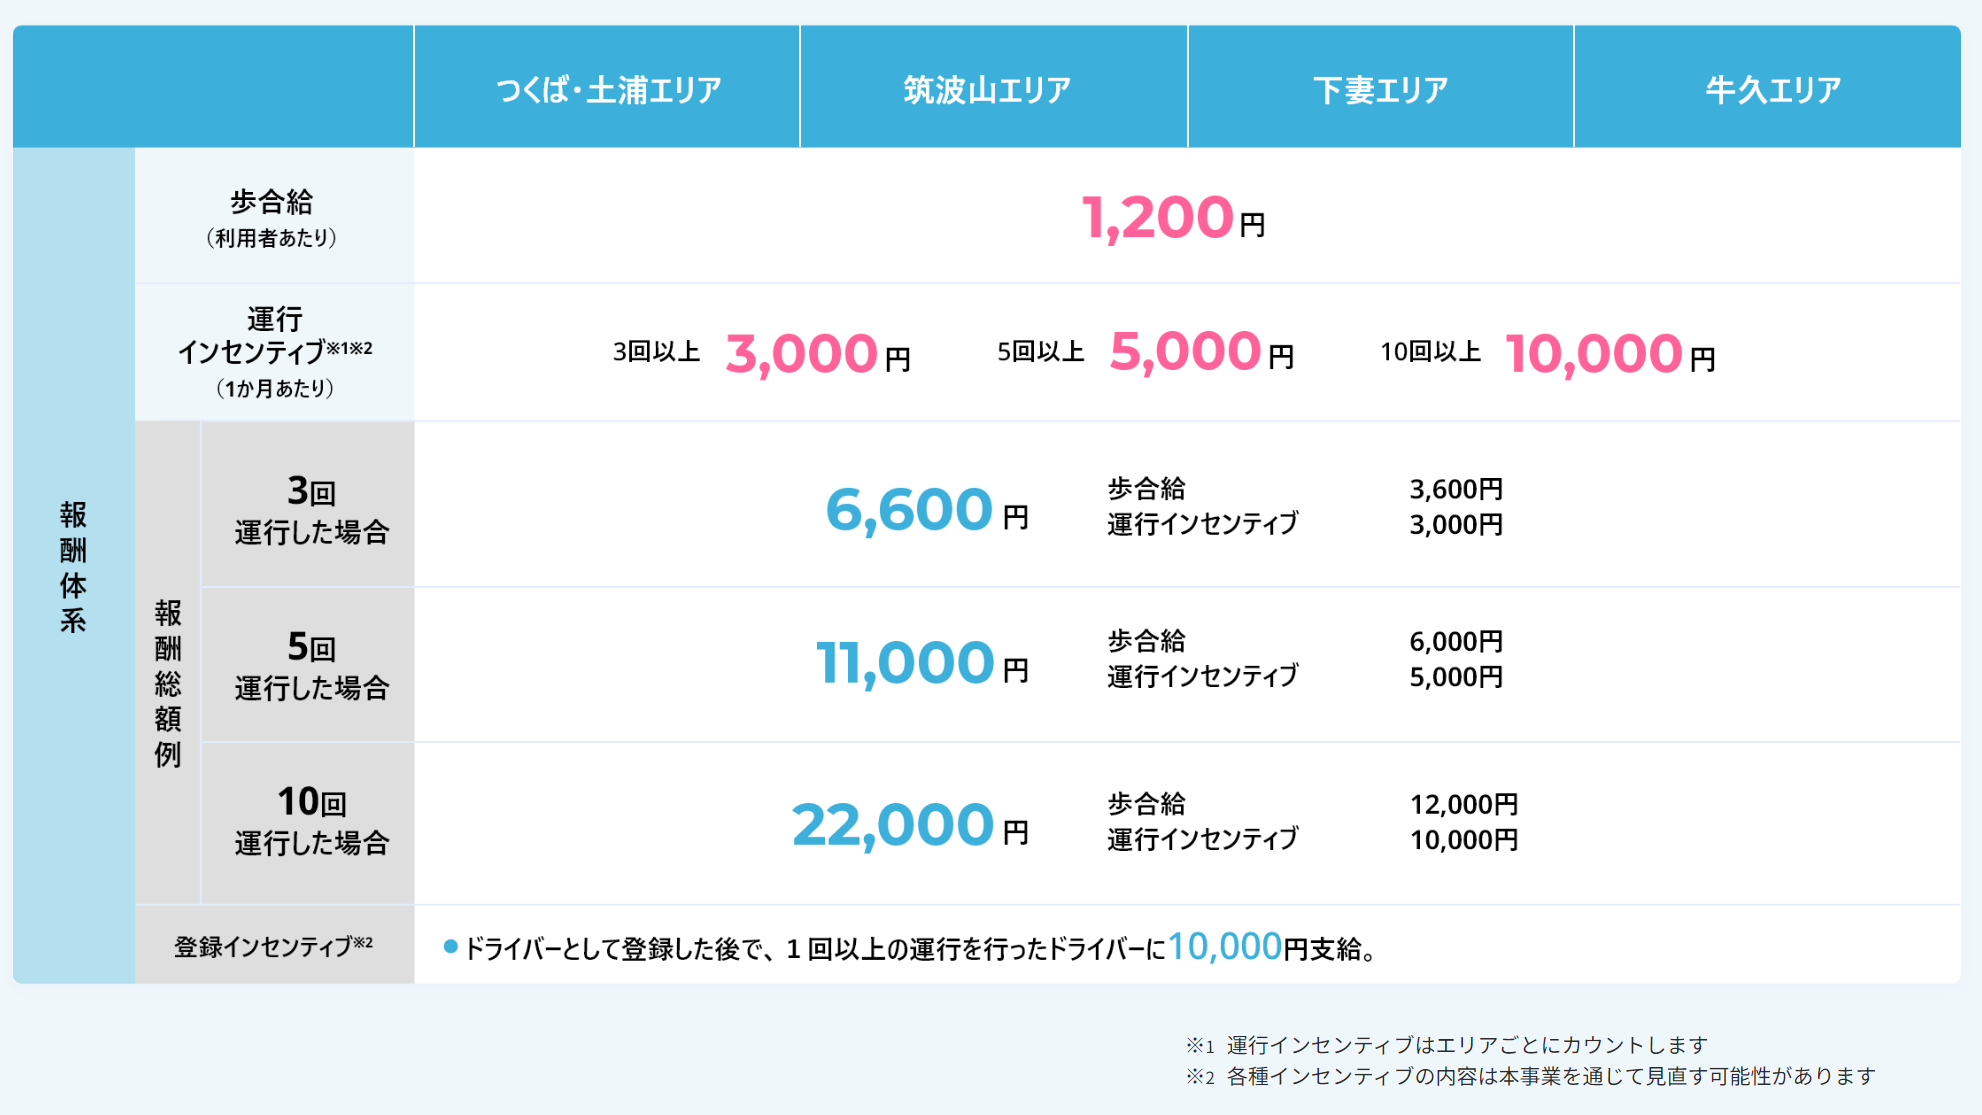 つくば・土浦エリア 筑波山エリア 下妻エリア 牛久エリア
報酬体系
歩合給
（利用者あたり）
1,200円
運行
インセンティブ※1※2
（1か月あたり）
3回以上 3,000円 5回以上 5,000円 10回以上 10,000円
報酬総額例
3回
運行した場合
6,600円
歩合給 3,600円
運行インセンティブ 3,000円
5回
運行した場合
11,000円
歩合給 6,000円
運行インセンティブ 5,000円
10回
運行した場合
22,000円
歩合給 12,000円
運行インセンティブ 10,000円
登録インセンティブ※2
●ドライバーとして登録した後で、1回以上の運行を行ったドライバーに10,000円支給。
※1 運行インセンティブはエリアごとにカウントします
※2 各種インセンティブの内容は本事業を通じて見直す可能性があります